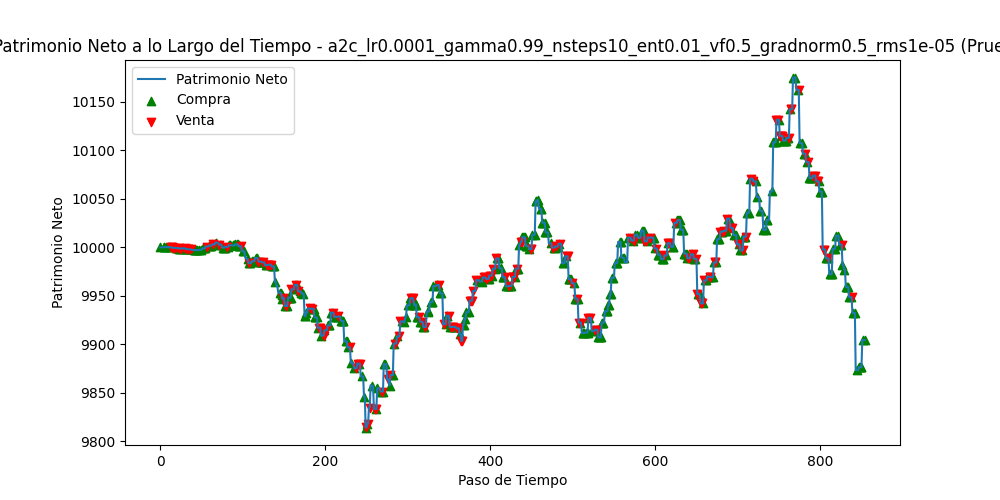 Patrimonio Neto a lo Largo del Tiempo - a2c_lr0.0001_gamma0.99_nsteps10_ent0.01_vf0.5_gradnorm0.5_rms1e-05 (Prue
Patrimonio Neto
Compra
Venta
10150
10100
10050
10000
9950
9900
9850
9800
Patrimonio Neto
0 200 400 600 800
Paso de Tiempo